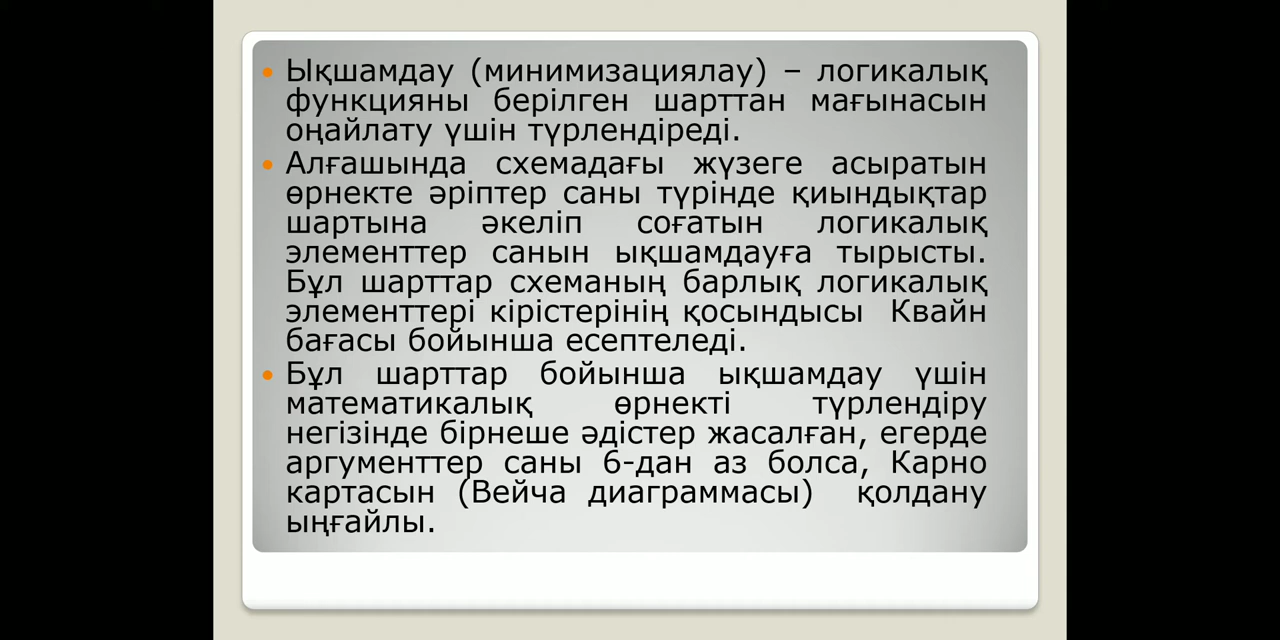 Ықшамдау (минимизациялау) – логикалық
функцияны берілген шарттан мағынасын
оңайлату үшін түрлендіреді.
Алғашында схемадағы жүзеге асыратын
өрнекте әріптер саны түрінде қиындықтар
шартына әкеліп соғатын логикалық
элементтер санын ықшамдауға тырысты.
Бұл шарттар схеманың барлық логикалық
элементтері кірістерінің қосындысы Квайн
бағасы бойынша есептеледі.
Бұл шарттар бойынша ықшамдау үшін
математикалық өрнекті түрлендіру
негізінде бірнеше әдістер жасалған, егерде
аргументтер саны 6-дан аз болса, Карно
картасын (Вейча диаграммасы) қолдану
ыңғайлы.